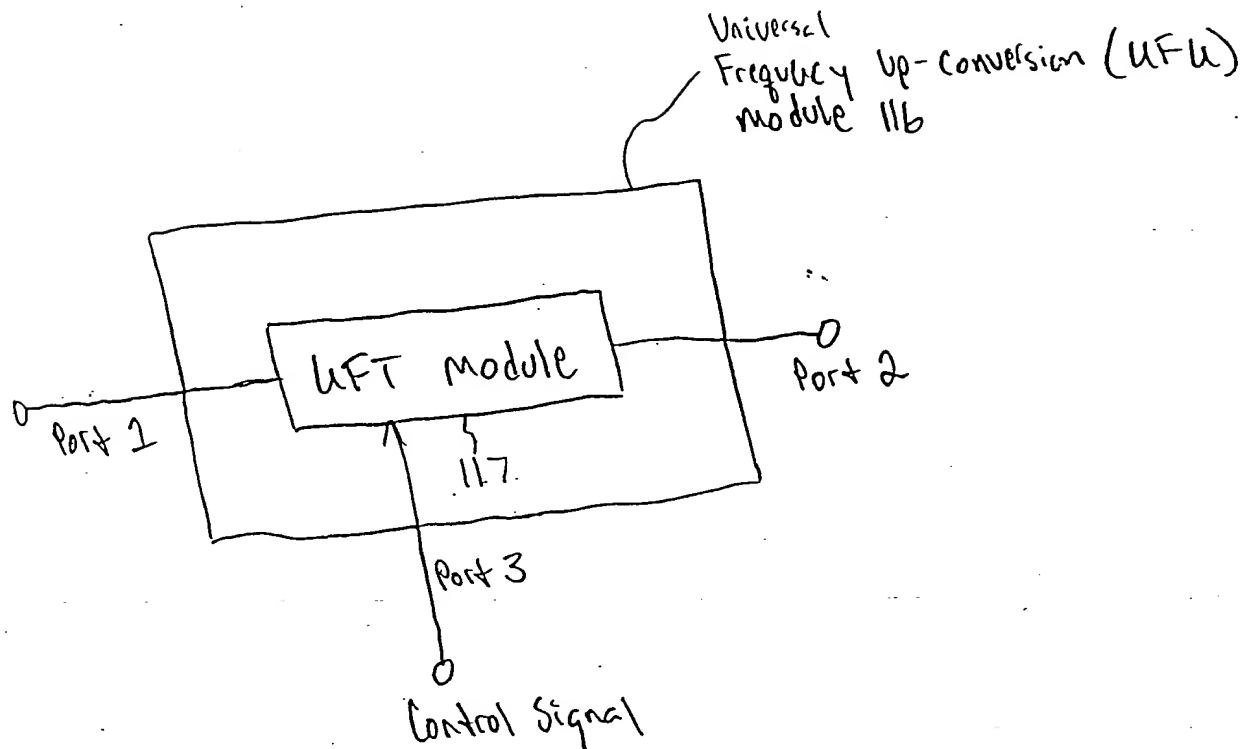 Universal
Frequency Up-Conversion (UFU)
Module 116
UFT Module
Port 1
Port 2
117
Port 3
Control Signal